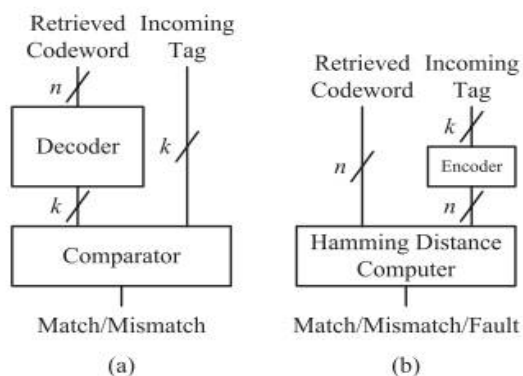 Retrieved Codeword
Incoming Tag
n
Decoder
k
k
Comparator
Match/Mismatch
(a)
Retrieved Codeword
Incoming Tag
k
Encoder
n
n
Hamming Distance
Computer
Match/Mismatch/Fault
(b)